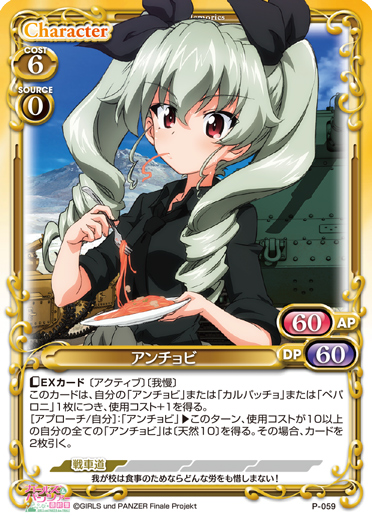 Character
COST
6
SOURCE
0
60 AP
DP 60
アンチョビ
EXカード 〔アクティブ〕〔我慢〕
このカードは、自分の「アンチョビ」または「カルパッチョ」または「ペパ
ロニ」1枚につき、使用コスト+1を得る。
[アプローチ/自分]:「アンチョビ」▶このターン、使用コストが10以上
の自分の全ての「アンチョビ」は〔天然10〕を得る。その場合、カードを
2枚引く。
戦車道
我が校は食事のためならどんな労をも惜しまない!
©GIRLS und PANZER Finale Projekt
P-059